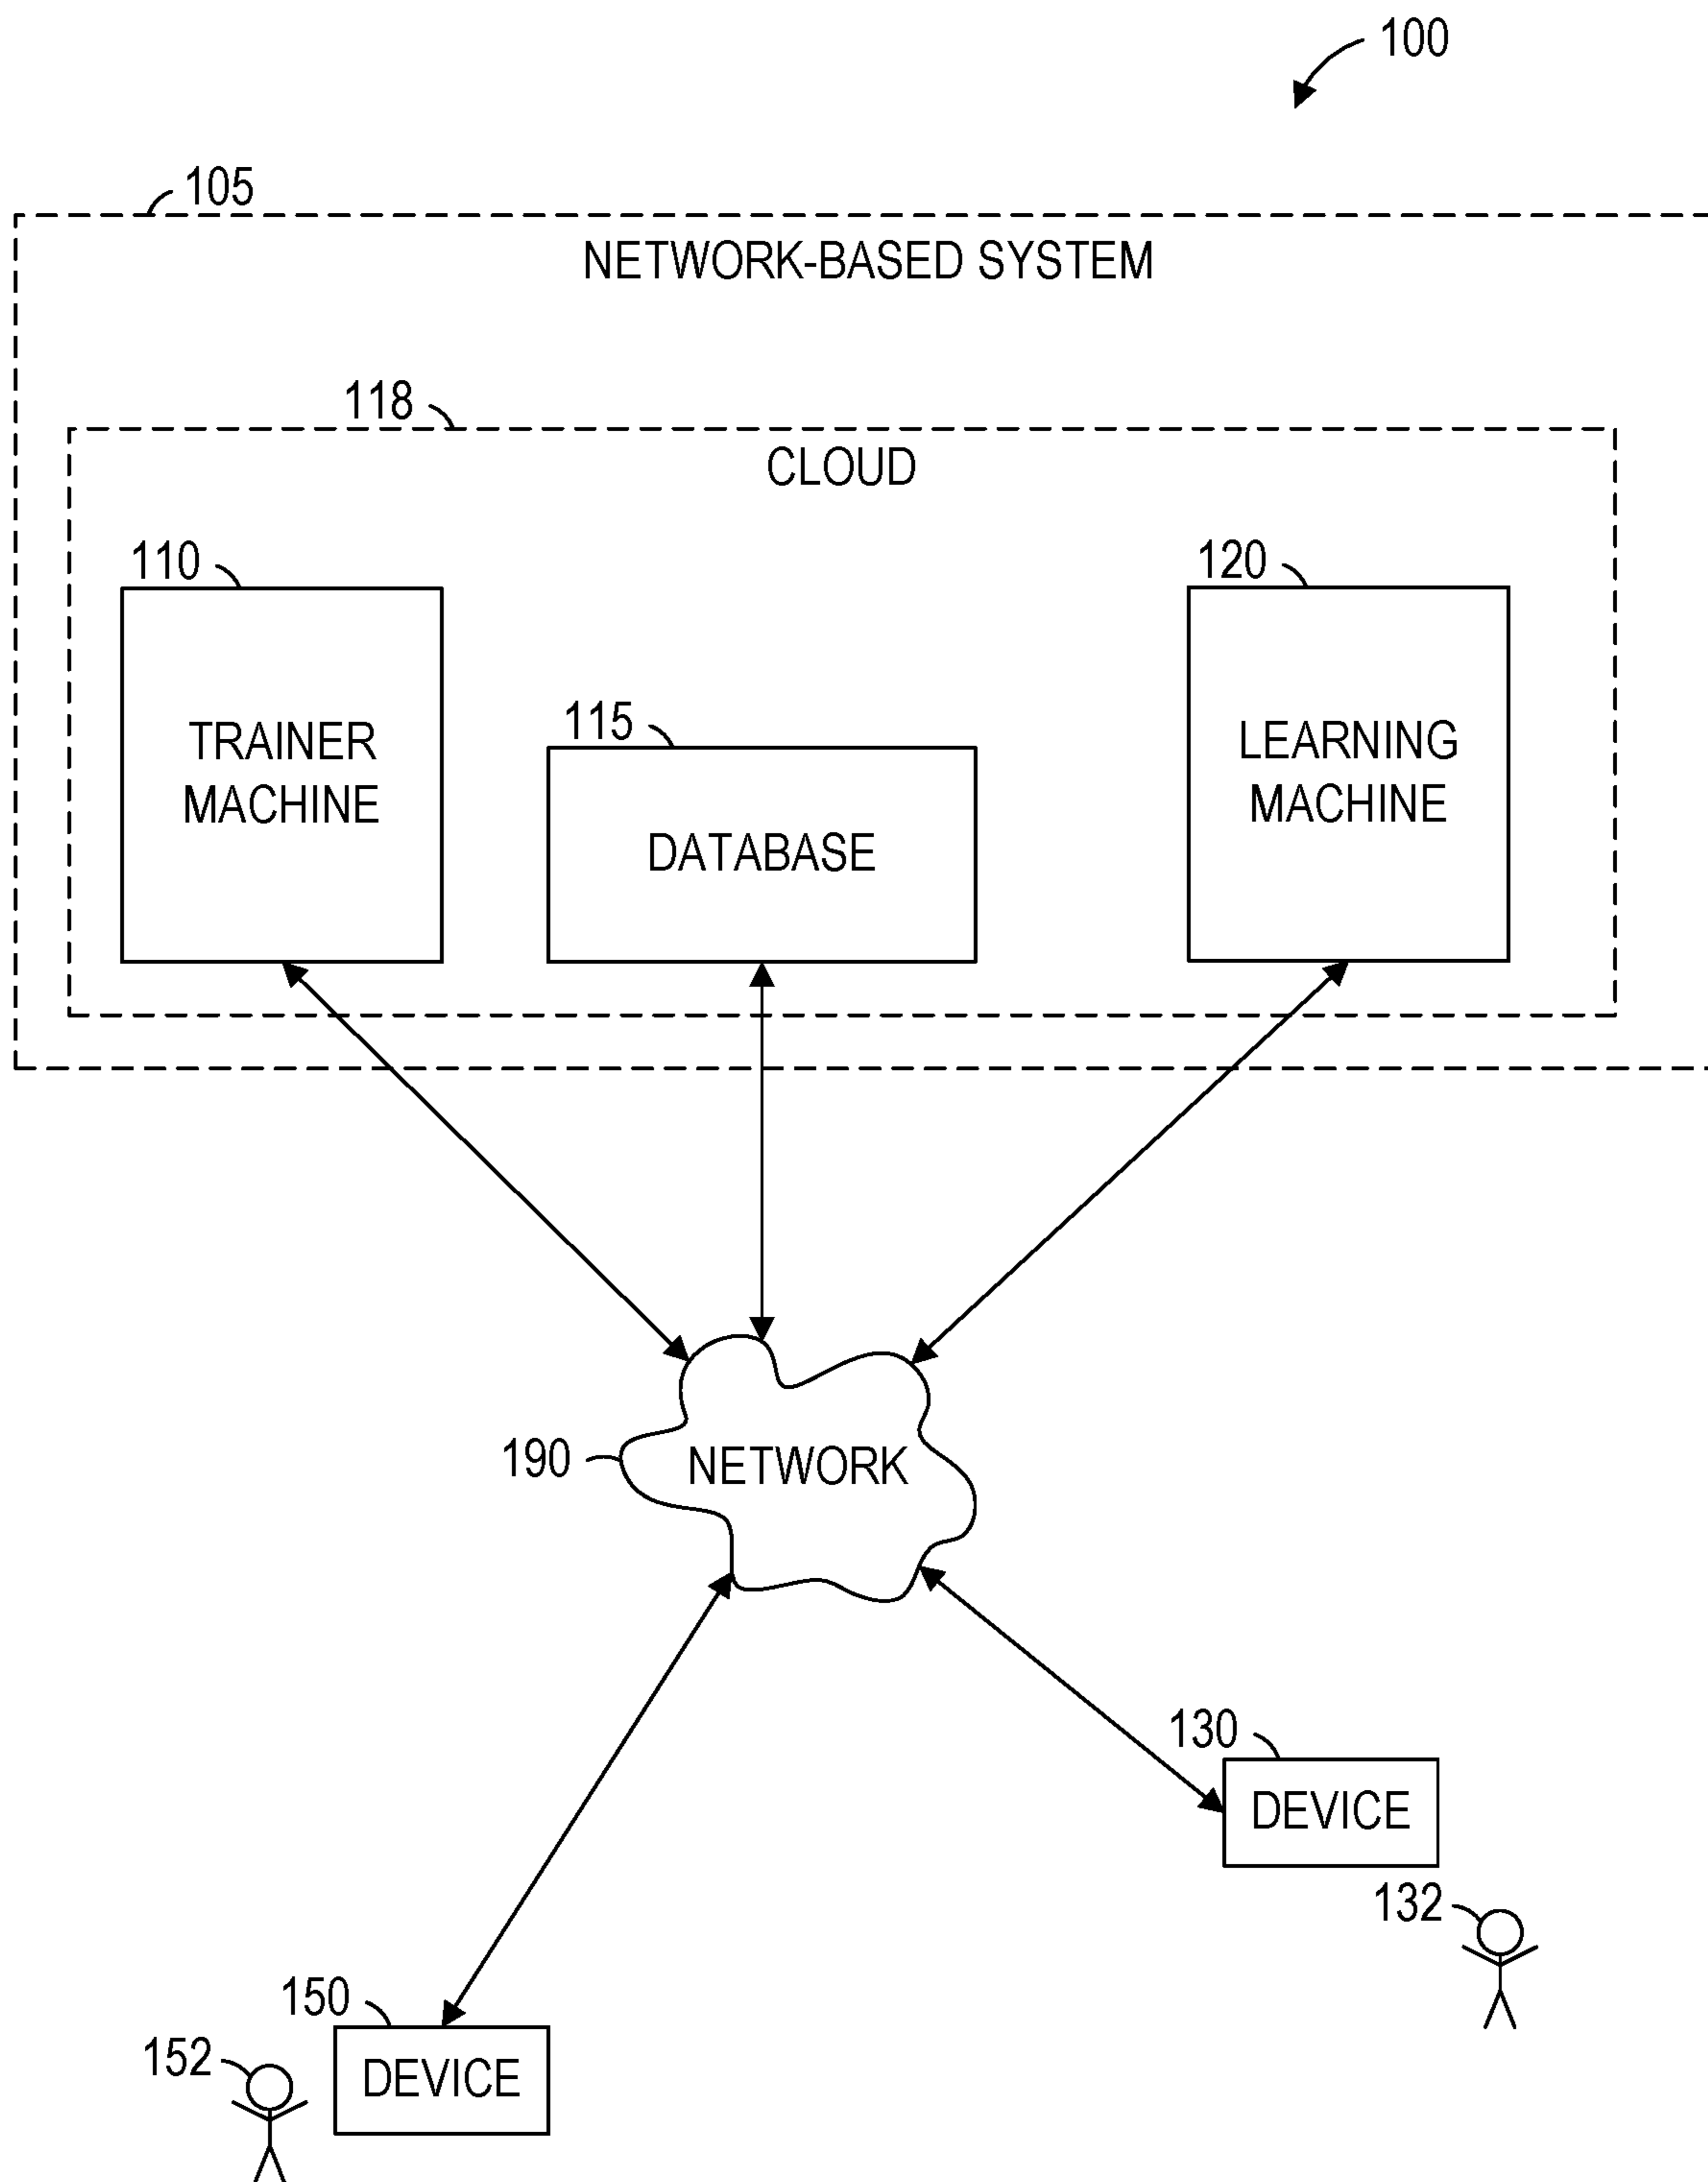 100
105
NETWORK-BASED SYSTEM
118
CLOUD
110
120
TRAINER
MACHINE
115
DATABASE
LEARNING
MACHINE
190
NETWORK
130
DEVICE
132
150
152
DEVICE